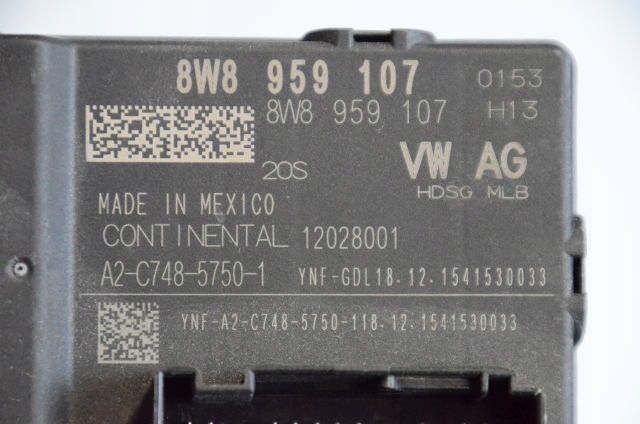 8W8 959 107 0153
8W8 959 107 H13
20S VW AG
HDSG MLB
MADE IN MEXICO
CONTINENTAL 12028001
A2-C748-5750-1 YNF-GDL18.12.1541530033
YNF-A2-C748-5750-118.12.1541530033